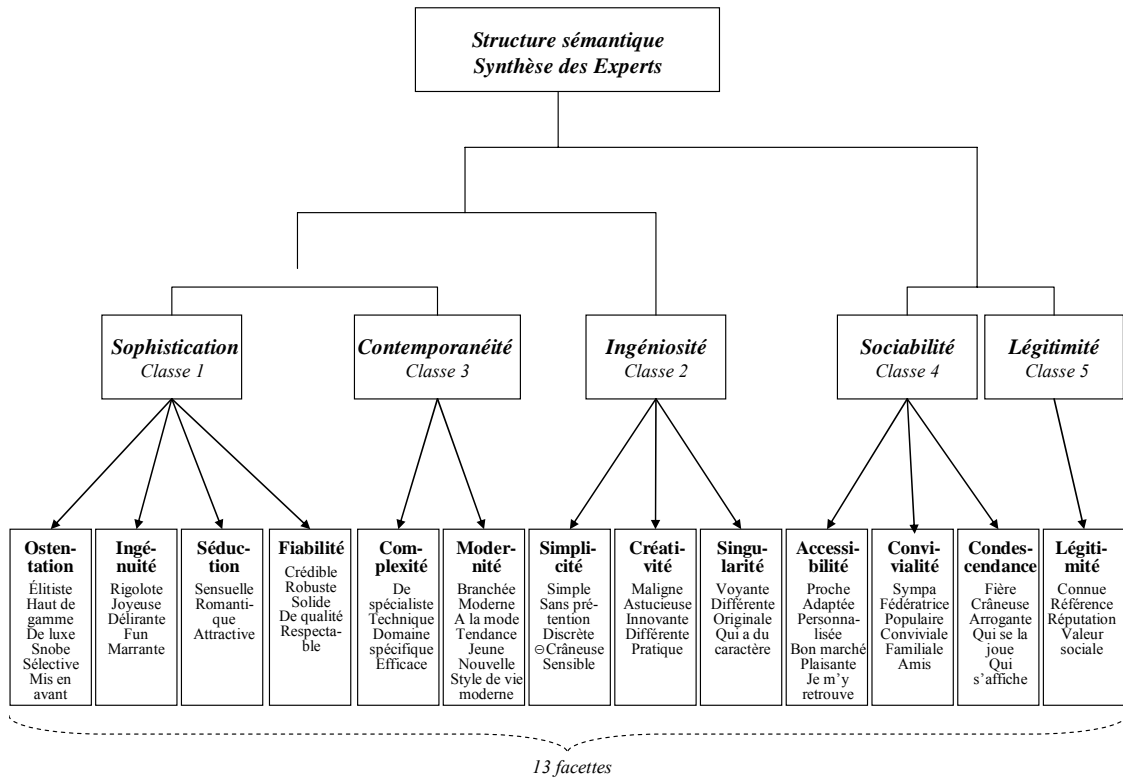 Structure sémantique
Synthèse des Experts
Sophistication
Classe 1
Contemporanéité
Classe 3
Ingéniosité
Classe 2
Sociabilité
Classe 4
Légitimité
Classe 5
Osten-
tation
Élitiste
Haut de
gamme
De luxe
Snobe
Sélective
Mis en
avant
Ingé-
nuité
Rigolote
Joyeuse
Délirante
Fun
Marrante
Séduc-
tion
Sensuelle
Romanti-
que
Attractive
Fiabilité
Crédible
Robuste
Solide
De qualité
Respecta-
ble
Com-
plexité
De
spécialiste
Technique
Domaine
spécifique
Efficace
Moder-
nité
Branchée
Moderne
A la mode
Tendance
Jeune
Nouvelle
Style de vie
moderne
Simpli-
cité
Simple
Sans pré-
tention
Discrète
⊖Crâneuse
Sensible
Créati-
vité
Maligne
Astucieuse
Innovante
Différente
Pratique
Singu-
larité
Voyante
Différente
Originale
Qui a du
caractère
Accessi-
bilité
Proche
Adaptée
Personna-
lisée
Bon marché
Plaisante
Je m’y
retrouve
Convi-
vialité
Sympa
Fédératrice
Populaire
Conviviale
Familiale
Amis
Condes-
cendance
Fière
Crâneuse
Arrogante
Qui se la
joue
Qui
s’affiche
Légiti-
mité
Connue
Référence
Réputation
Valeur
sociale
13 facettes